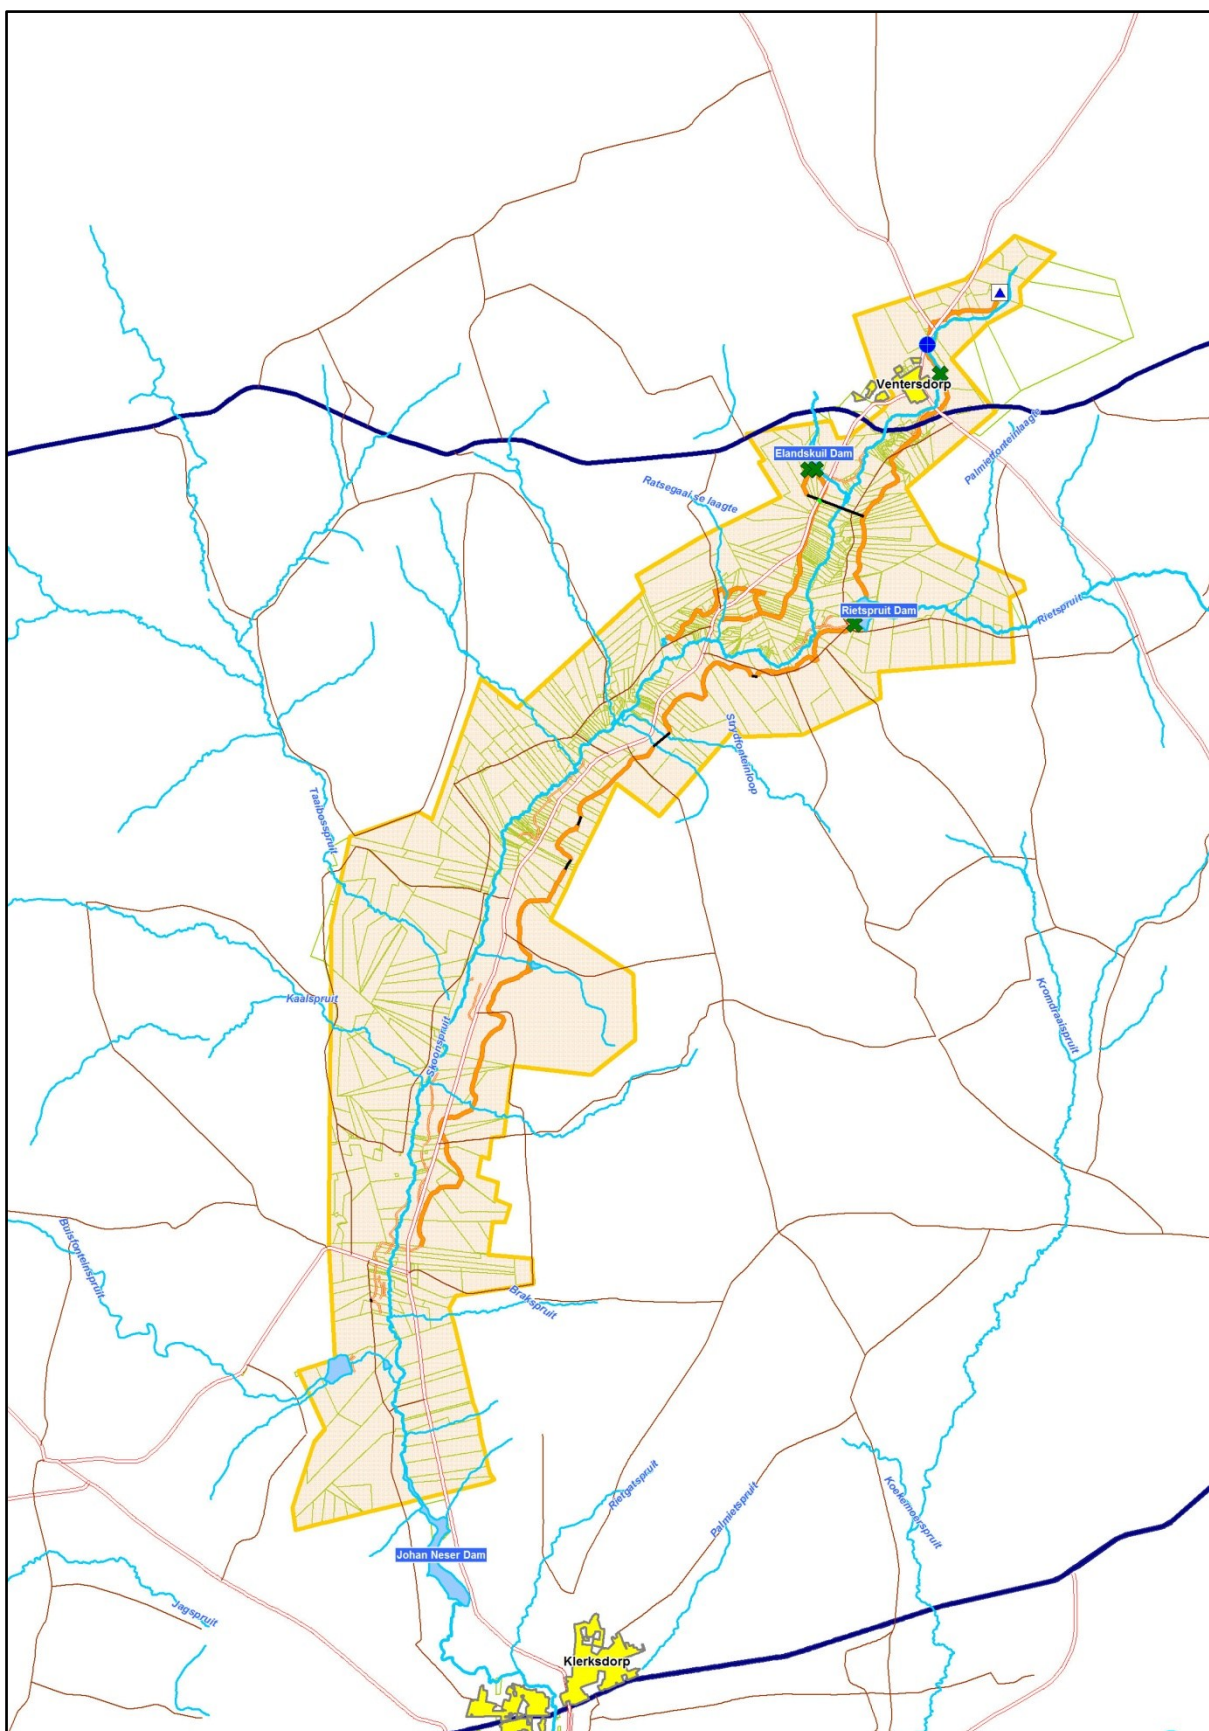 Ventersdorp
Palmietfonteinlaagte
Elandskuil Dam
Ratsegaai se laagte
Rietspruit Dam
Rietspruit
Strydfonteinloop
Taaibosspruit
Kaalspruit
Skoonspruit
Kromdraaispruit
Buisfonteinspruit
Brakspruit
Rietgatspruit
Palmietspruit
Koekemoerspruit
Johan Neser Dam
Jagspruit
Klerksdorp